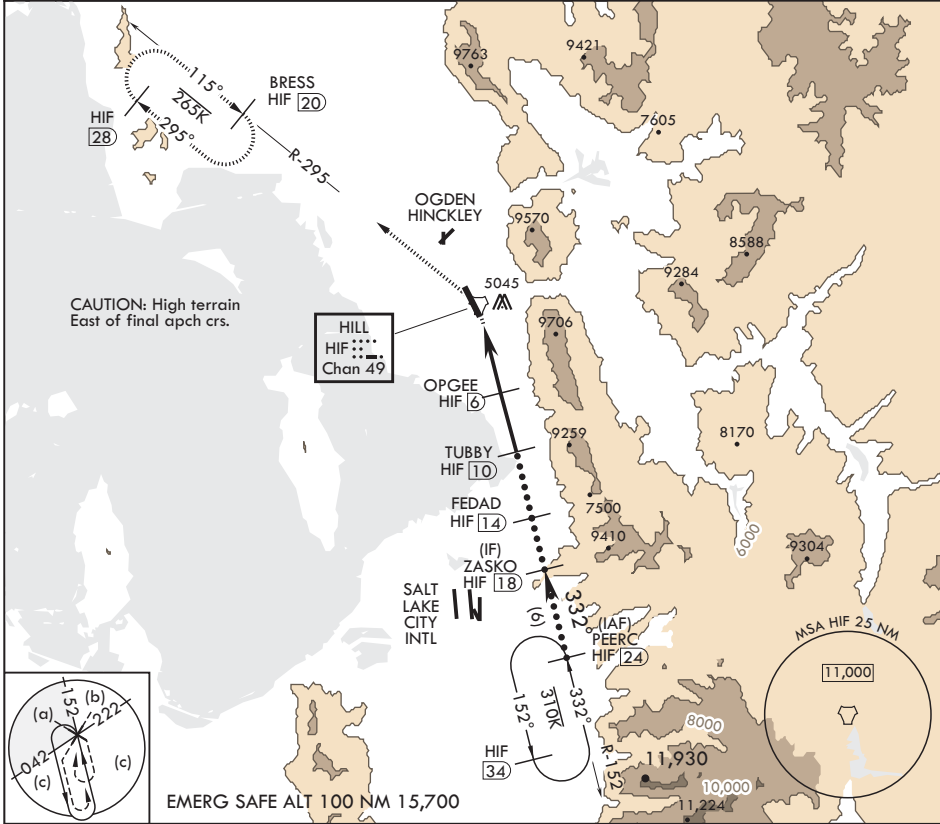 9763
9421
115°
265K
295°
BRESS
HIF 20
HIF
28
7605
R-295
OGDEN
HINCKLEY
9570
8588
9284
5045
CAUTION: High terrain
East of final apch crs.
HILL
HIF
Chan 49
9706
OPGEE
HIF 6
9259
8170
TUBBY
HIF 10
7500
FEDAD
HIF 14
9410
6000
9304
(IF)
ZASKO
HIF 18
SALT
LAKE
CITY
INTL
332°
(6)
(IAF)
PEERC
HIF 24
MSA HIF 25 NM
11,000
152°
310K
332°
R-152
HIF
34
8000
11,930
10,000
11,224
152
(a)
(b)
222
042
(c)
(c)
EMERG SAFE ALT 100 NM 15,700